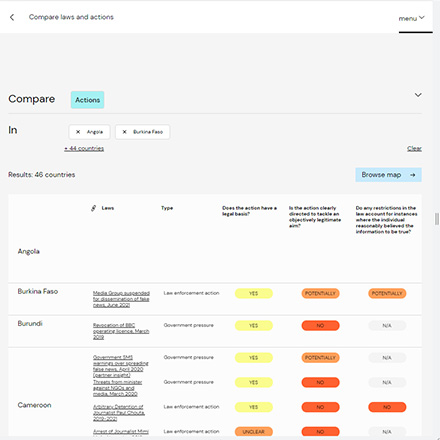 Compare laws and actions
menu
Compare Actions
In × Angola × Burkina Faso
+ 44 countries Clear
Results: 46 countries Browse map →
Laws Type Does the action have a
legal basis? Is the action clearly
directed to tackle an
objectively legitimate
aim? Do any restrictions in the
law account for instances
where the individual
reasonably believed the
information to be true?
Angola
Burkina Faso Media Group suspended
for dissemination of fake
news, June 2021 Law enforcement action YES POTENTIALLY POTENTIALLY
Burundi Revocation of BBC
operating licence, March
2019 Government pressure YES NO N/A
Government SMS
warnings over spreading
false news, April 2020
(partner insight) Government pressure YES POTENTIALLY N/A
Threats from minister
against NGOs and
media, March 2020 Government pressure YES NO N/A
Cameroon Arbitrary Detention of
Journalist Paul Chouta,
2019-2021 Law enforcement action YES NO NO
Arrest of Journalist Mimi Law enforcement action UNCLEAR NO N/A